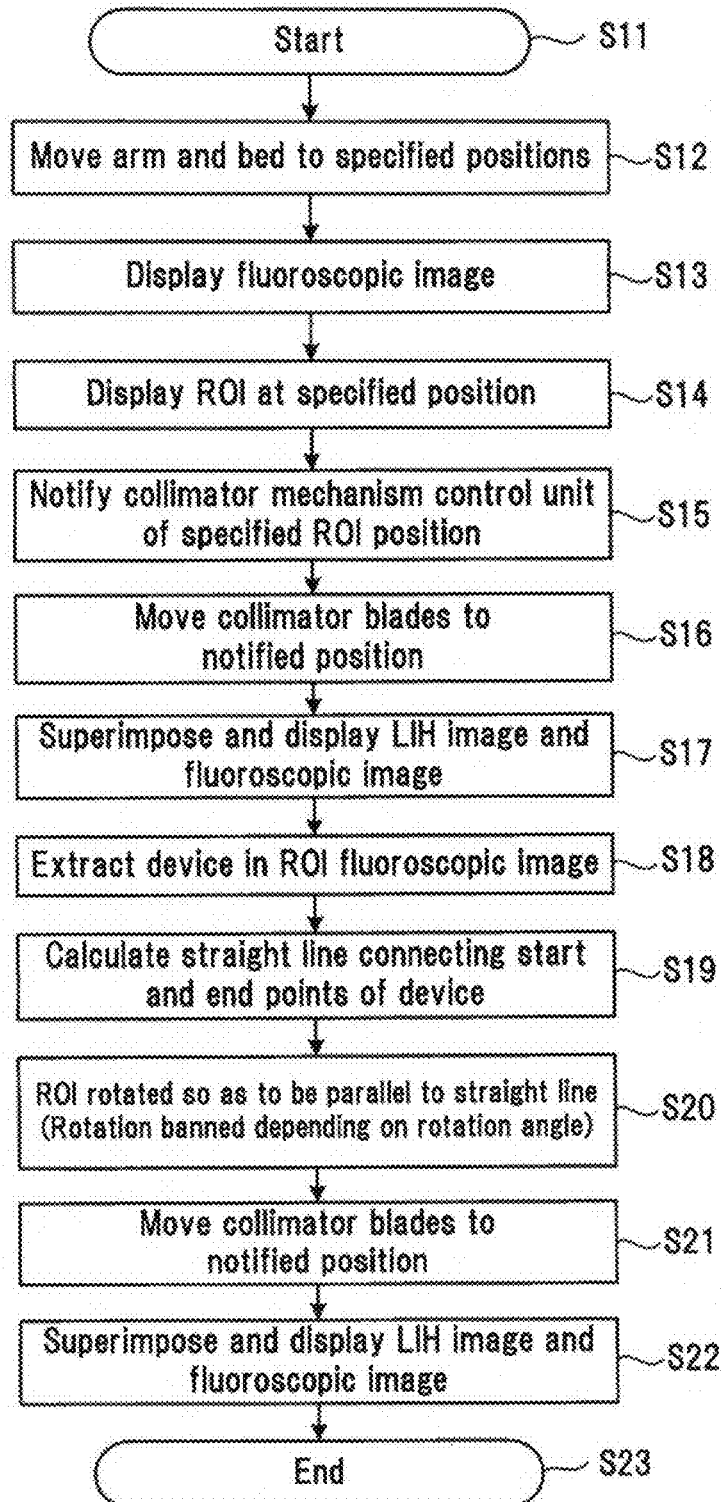 Start
S11
Move arm and bed to specified positions
S12
Display fluoroscopic image
S13
Display ROI at specified position
S14
Notify collimator mechanism control unit
of specified ROI position
S15
Move collimator blades to
notified position
S16
Superimpose and display LIH image and
fluoroscopic image
S17
Extract device in ROI fluoroscopic image
S18
Calculate straight line connecting start
and end points of device
S19
ROI rotated so as to be parallel to straight line
(Rotation banned depending on rotation angle)
S20
Move collimator blades to
notified position
S21
Superimpose and display LIH image and
fluoroscopic image
S22
End
S23